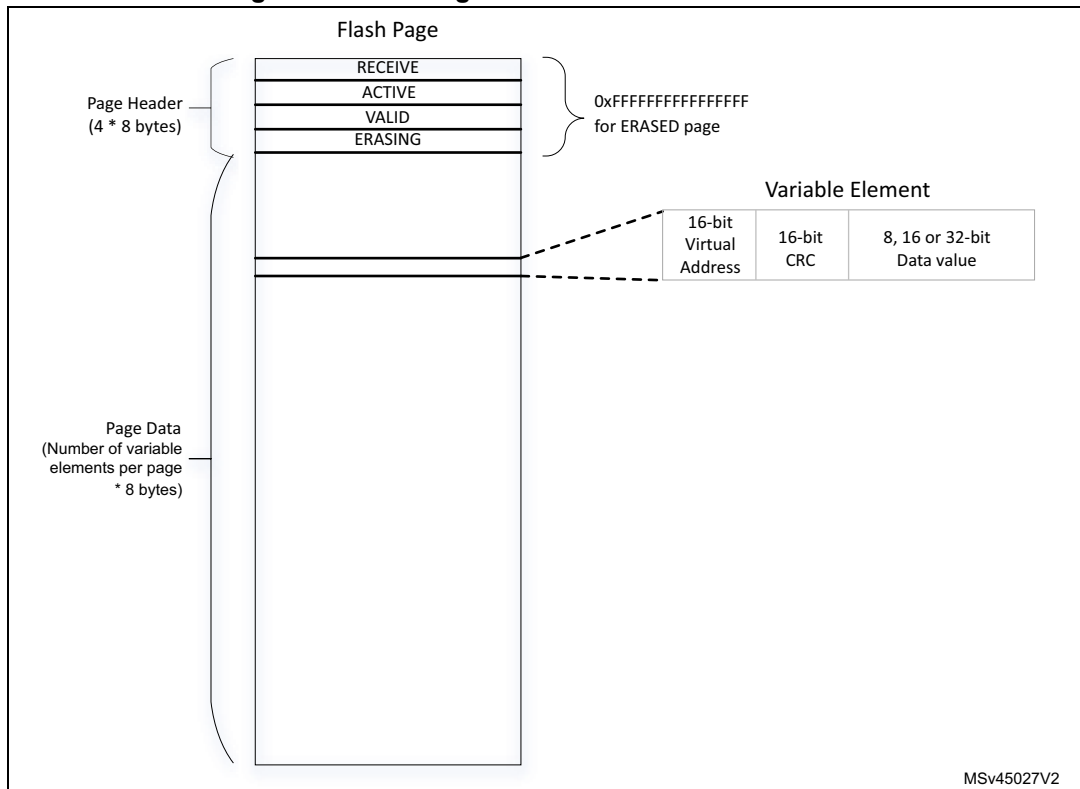 Flash Page
RECEIVE
ACTIVE
VALID
ERASING
Page Header
(4 * 8 bytes)
0xFFFFFFFFFFFFFFFF
for ERASED page
Variable Element
16-bit
Virtual
Address
16-bit
CRC
8, 16 or 32-bit
Data value
Page Data
(Number of variable
elements per page
* 8 bytes)
MSv45027V2